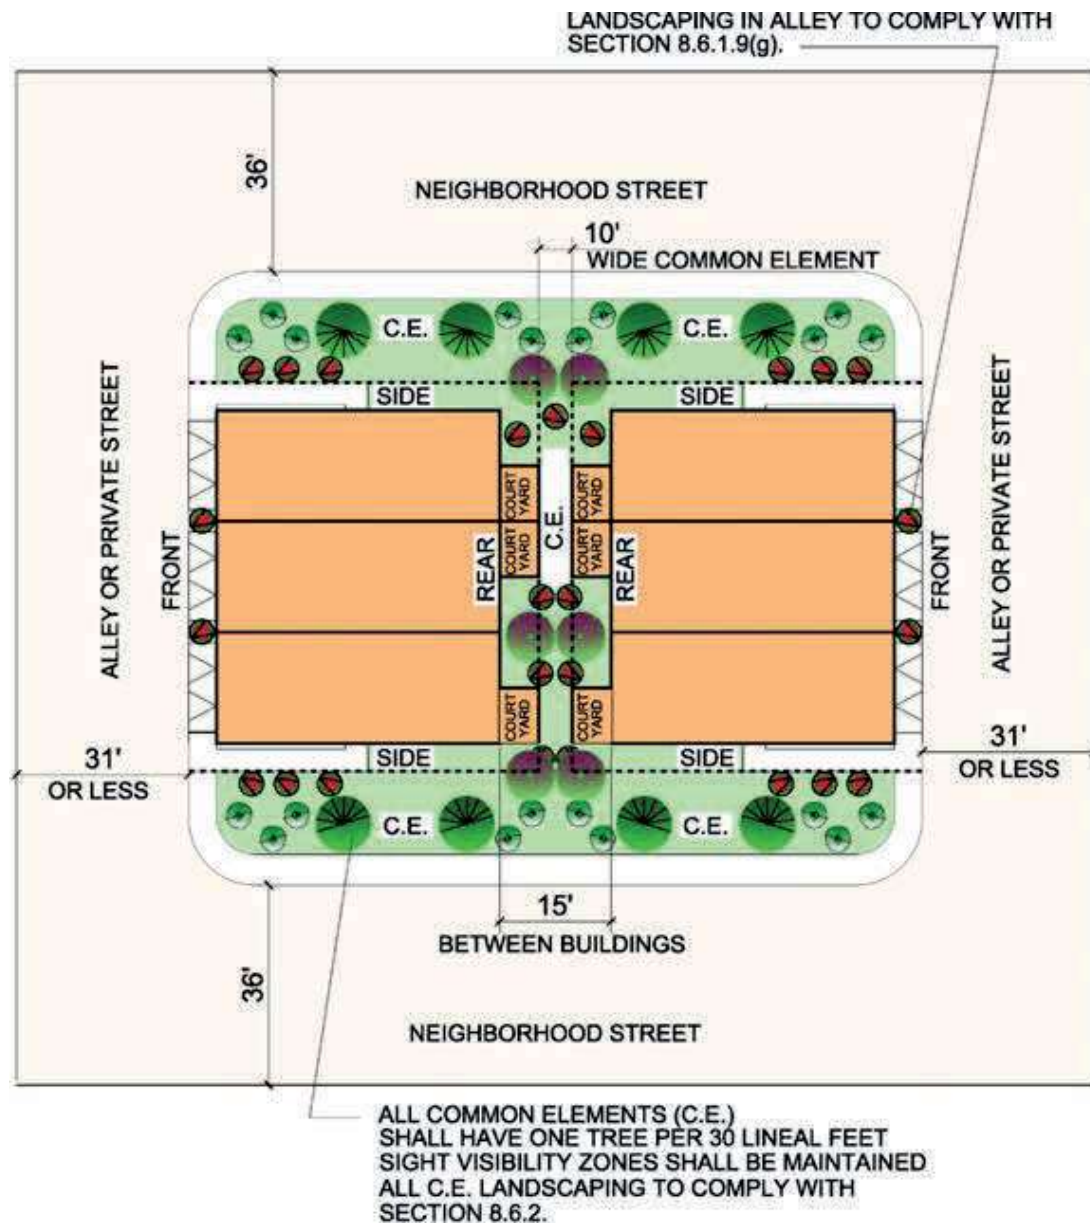 LANDSCAPING IN ALLEY TO COMPLY WITH
SECTION 8.6.1.9(g).
36'
NEIGHBORHOOD STREET
10'
WIDE COMMON ELEMENT
C.E.
C.E.
SIDE
SIDE
ALLEY OR PRIVATE STREET
FRONT
REAR
COURT
YARD
COURT
YARD
COURT
YARD
C.E.
COURT
YARD
COURT
YARD
COURT
YARD
REAR
FRONT
ALLEY OR PRIVATE STREET
31'
OR LESS
SIDE
SIDE
31'
OR LESS
C.E.
C.E.
15'
BETWEEN BUILDINGS
36'
NEIGHBORHOOD STREET
ALL COMMON ELEMENTS (C.E.)
SHALL HAVE ONE TREE PER 30 LINEAL FEET
SIGHT VISIBILITY ZONES SHALL BE MAINTAINED
ALL C.E. LANDSCAPING TO COMPLY WITH
SECTION 8.6.2.